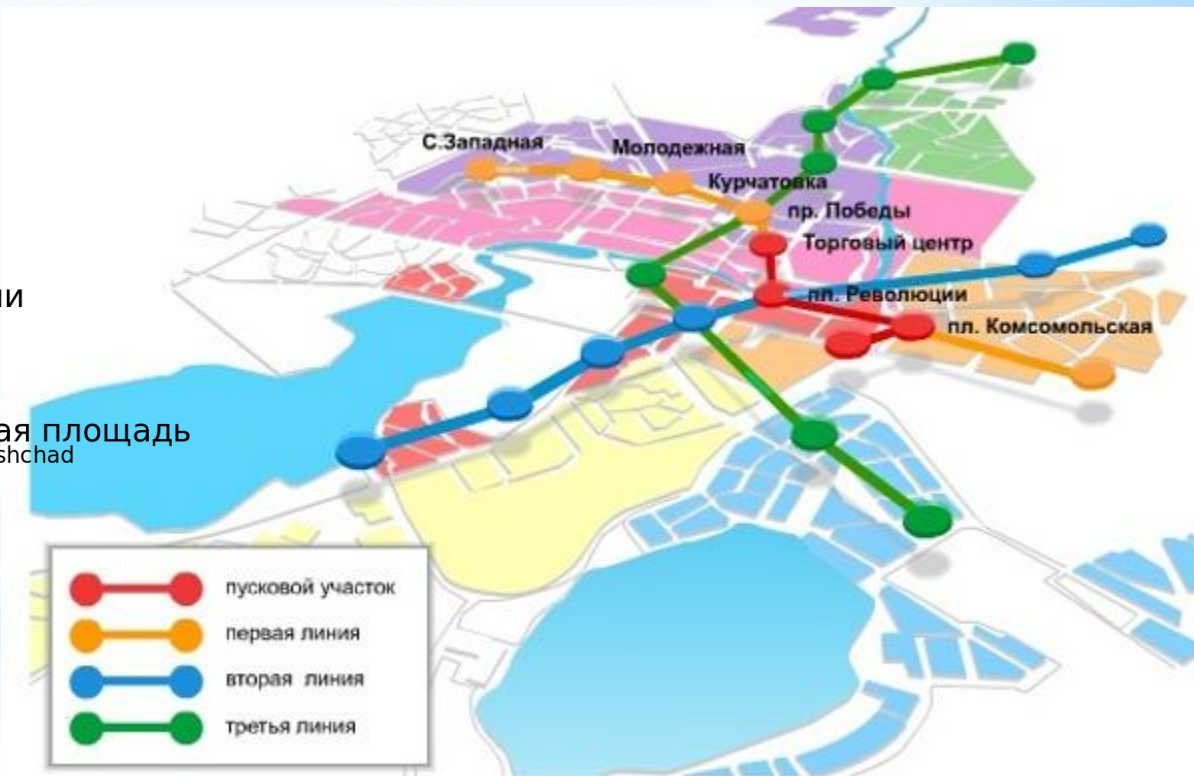 С.Западная
Молодежная
Курчатовка
пр. Победы
Торговый центр
пл. Революции
пл. Комсомольская
ии
ая площадь
shchad
пусковой участок
первая линия
вторая линия
третья линия